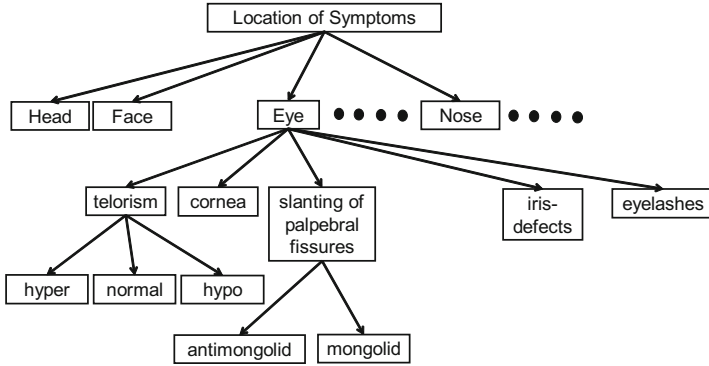 Location of Symptoms
Head
Face
Eye
Nose
telorism
cornea
slanting of
palpebral
fissures
iris-
defects
eyelashes
hyper
normal
hypo
antimongolid
mongolid